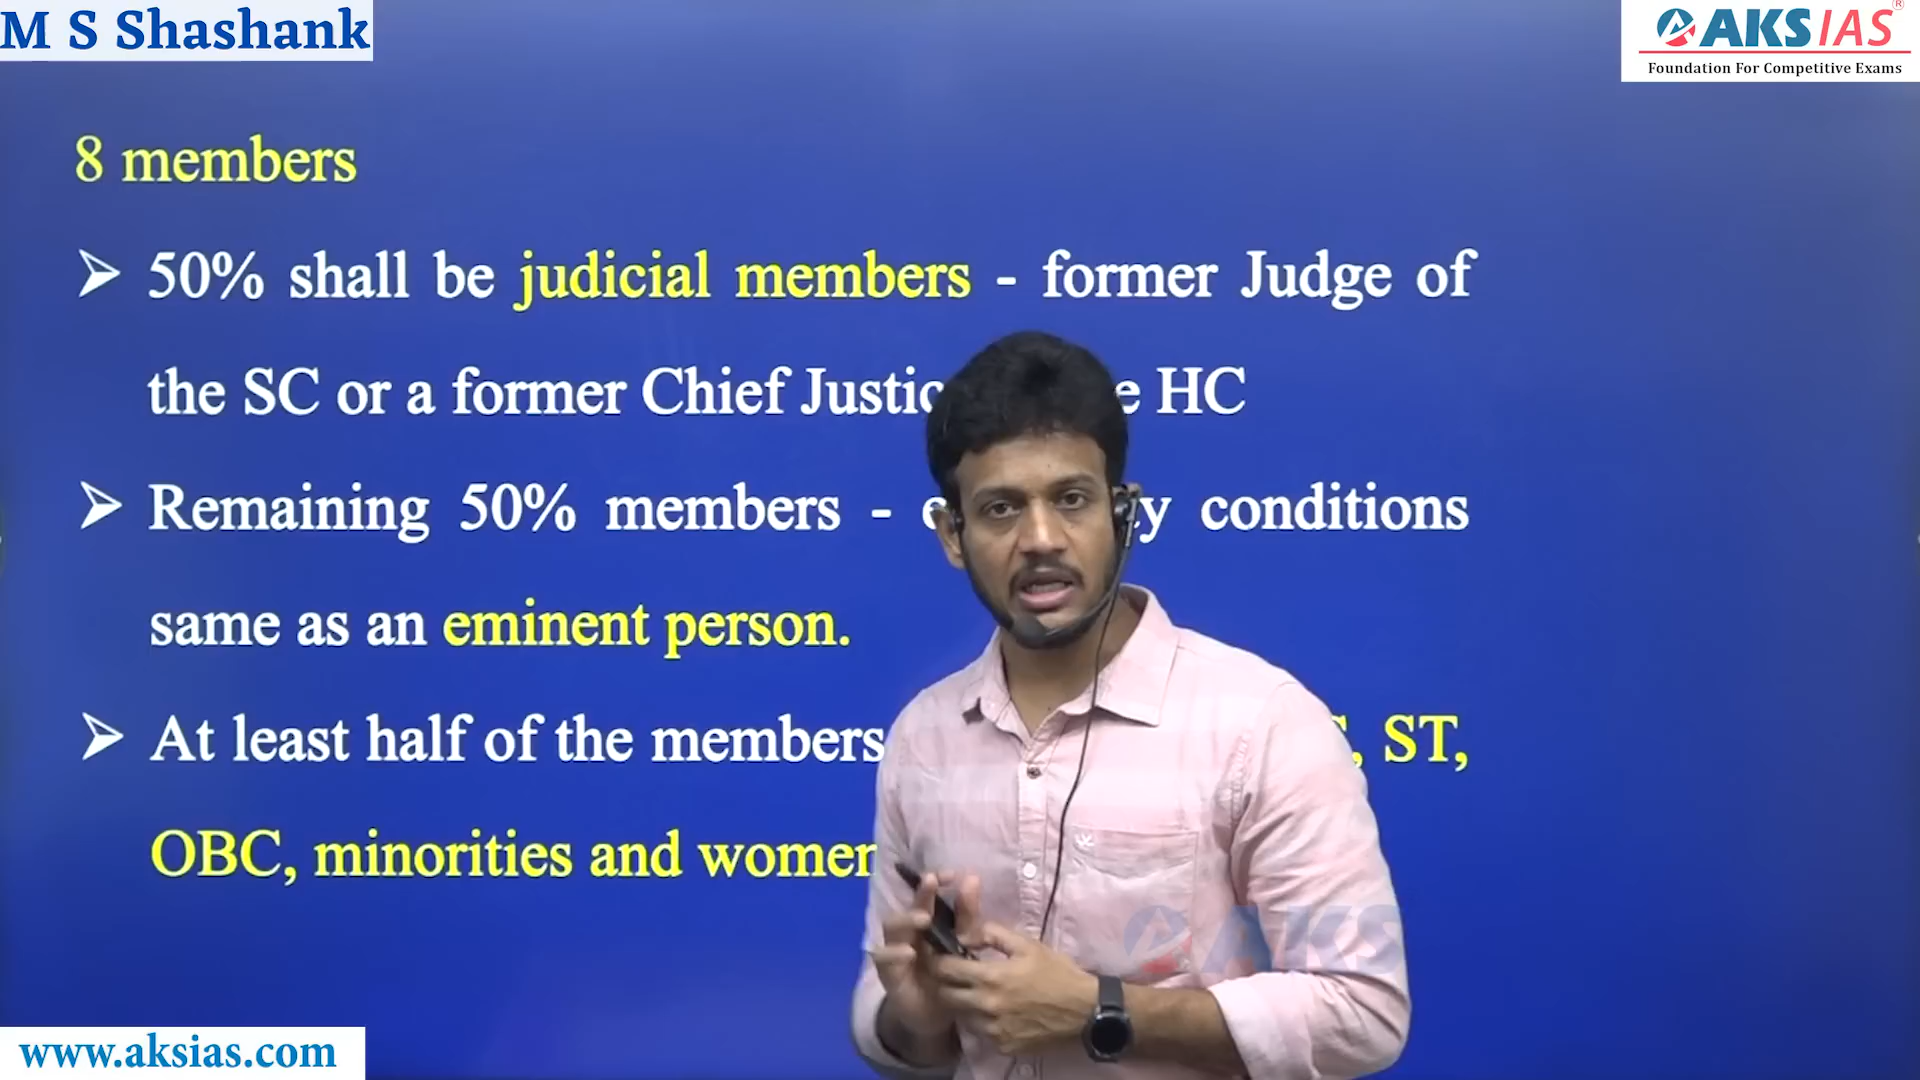 M S Shashank
AKS IAS®
Foundation For Competitive Exams
8 members
➢ 50% shall be judicial members - former Judge of
the SC or a former Chief HC
➢ Remaining 50% members - conditions
same as an eminent person.
➢ At least half of the members ST,
OBC, minorities and women
AKS
www.aksias.com